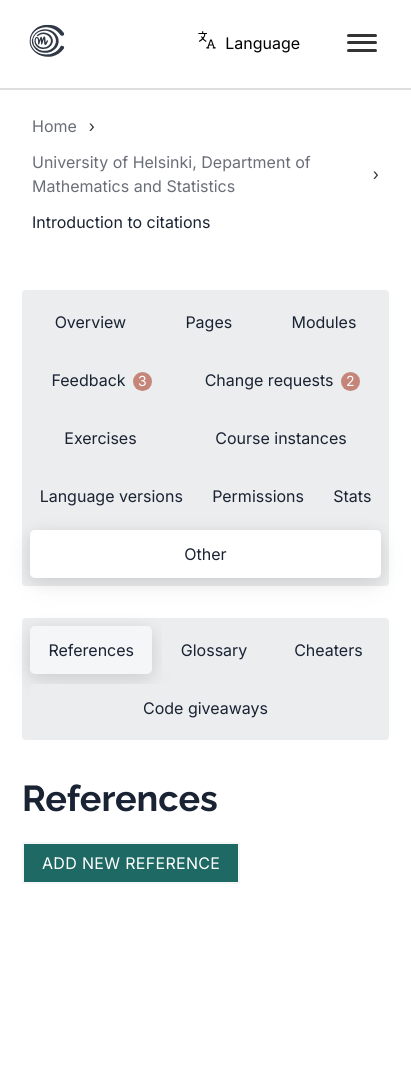 Language
Home ›
University of Helsinki, Department of
Mathematics and Statistics ›
Introduction to citations
Overview Pages Modules
Feedback 3 Change requests 2
Exercises Course instances
Language versions Permissions Stats
Other
References Glossary Cheaters
Code giveaways
References
ADD NEW REFERENCE